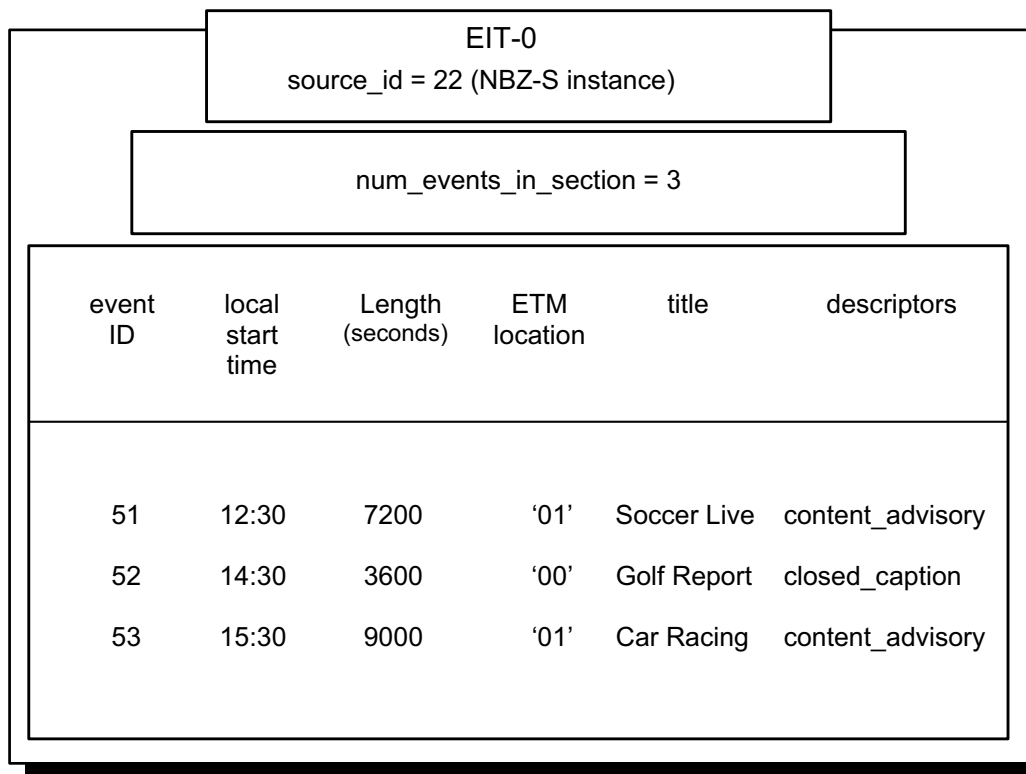 EIT-0
source_id = 22 (NBZ-S instance)
num_events_in_section = 3
event ID local start time Length (seconds) ETM location title descriptors
51 12:30 7200 ‘01’ Soccer Live content_advisory
52 14:30 3600 ‘00’ Golf Report closed_caption
53 15:30 9000 ‘01’ Car Racing content_advisory